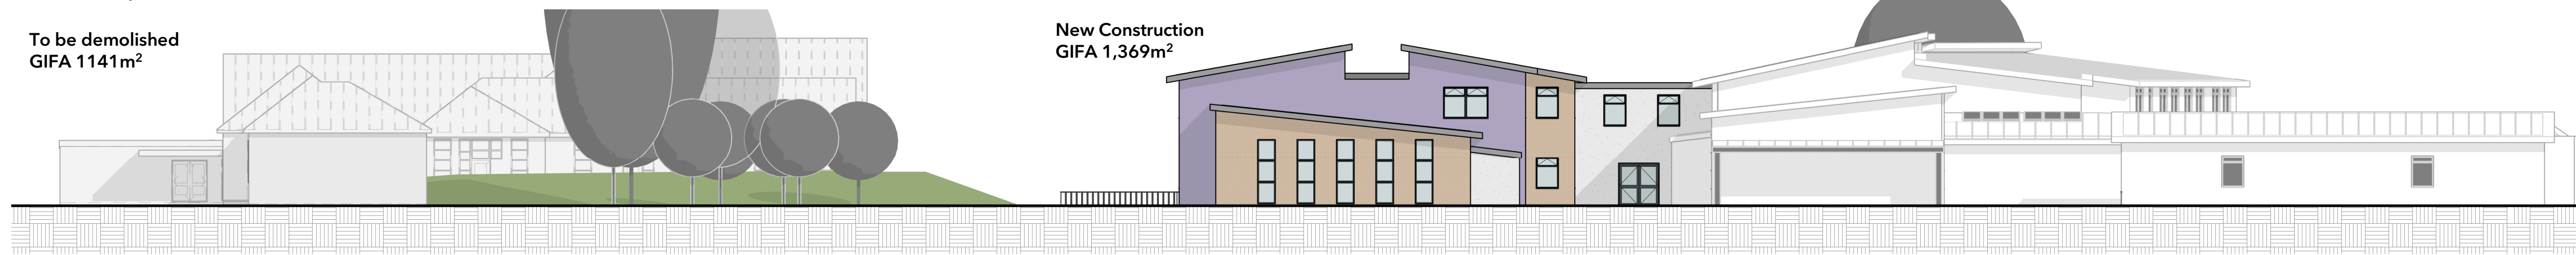 To be demolished
GIFA 1141m²
New Construction
GIFA 1,369m²